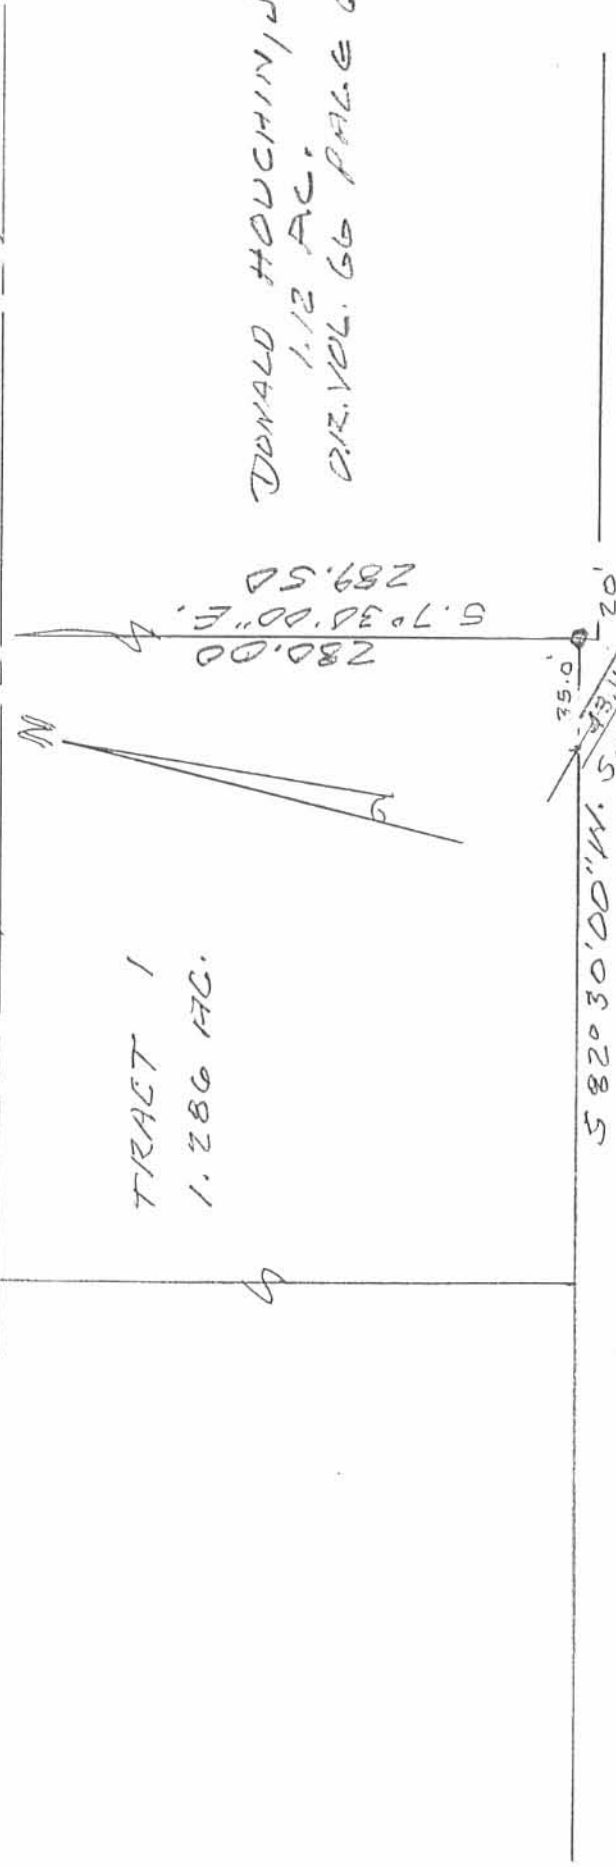 DONALD HOUCHIN, J
1.12 AC.
O.R. VOL. 66 PAGE 6
N
280.00
S.7°30'00"E.
289.50
TRACT 1
1.286 AC.
35.0'
20'
S 82° 30'00"W. S